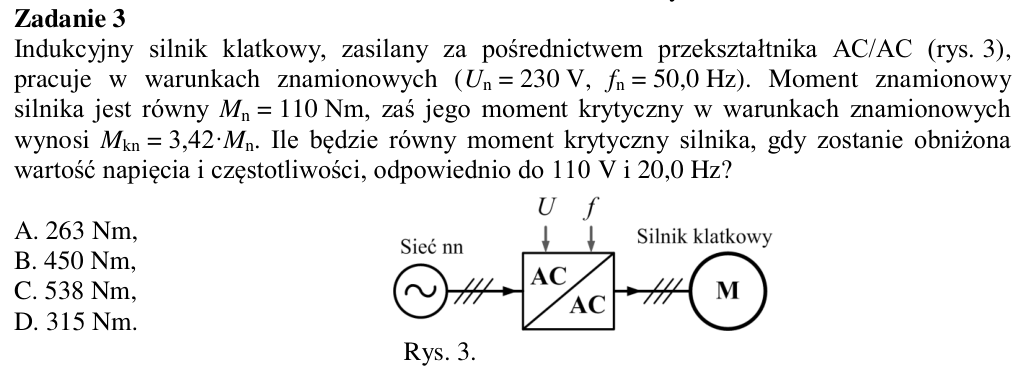 Zadanie 3
Indukcyjny silnik klatkowy, zasilany za pośrednictwem przekształtnika AC/AC (rys. 3),
pracuje w warunkach znamionowych (Un = 230 V, fn = 50,0 Hz). Moment znamionowy
silnika jest równy Mn = 110 Nm, zaś jego moment krytyczny w warunkach znamionowych
wynosi Mkn = 3,42·Mn. Ile będzie równy moment krytyczny silnika, gdy zostanie obniżona
wartość napięcia i częstotliwości, odpowiednio do 110 V i 20,0 Hz?
A. 263 Nm,
B. 450 Nm,
C. 538 Nm,
D. 315 Nm.
U f
Sieć nn
Silnik klatkowy
AC
AC
M
Rys. 3.